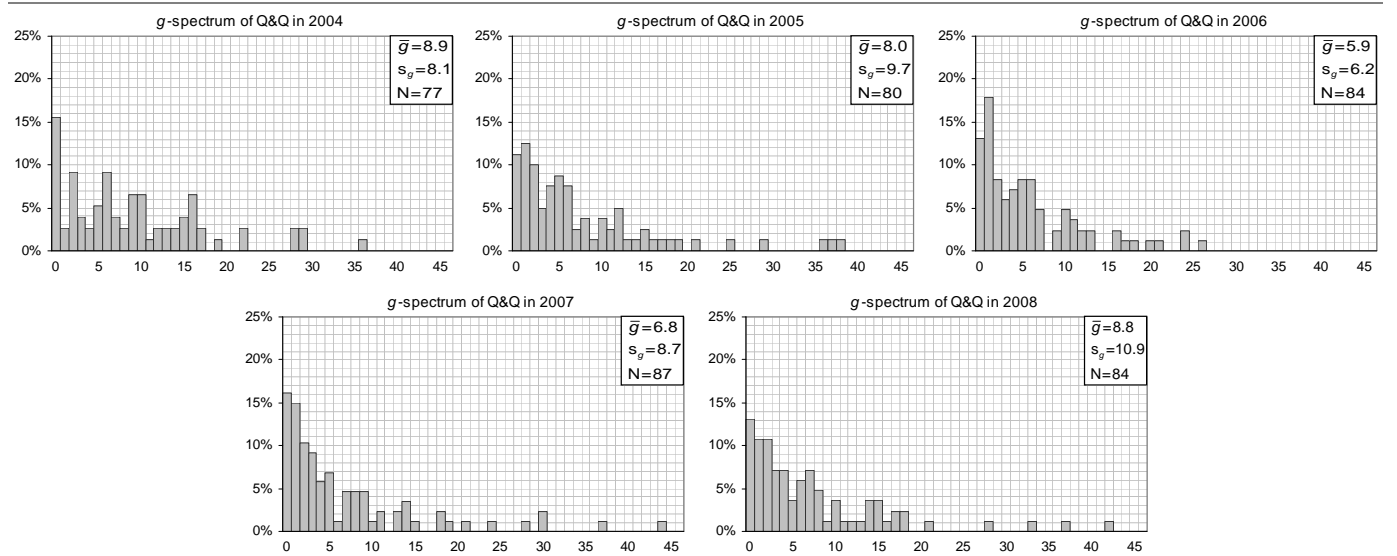 g-spectrum of Q&Q in 2004
25%
20%
15%
10%
5%
0%
0 5 10 15 20 25 30 35 40 45
g̅=8.9
s_g=8.1
N=77
g-spectrum of Q&Q in 2005
25%
20%
15%
10%
5%
0%
0 5 10 15 20 25 30 35 40 45
g̅=8.0
s_g=9.7
N=80
g-spectrum of Q&Q in 2006
25%
20%
15%
10%
5%
0%
0 5 10 15 20 25 30 35 40 45
g̅=5.9
s_g=6.2
N=84
g-spectrum of Q&Q in 2007
25%
20%
15%
10%
5%
0%
0 5 10 15 20 25 30 35 40 45
g̅=6.8
s_g=8.7
N=87
g-spectrum of Q&Q in 2008
25%
20%
15%
10%
5%
0%
0 5 10 15 20 25 30 35 40 45
g̅=8.8
s_g=10.9
N=84